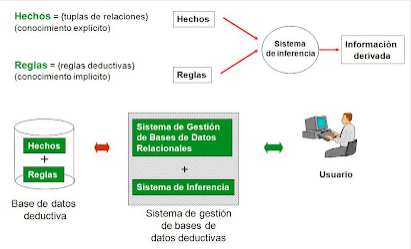 Hechos = {tuplas de relaciones}
(conocimiento explícito)
Hechos
Sistema
de inferencia
Información
derivada
Reglas = {reglas deductivas}
(conocimiento implícito)
Reglas
Hechos
+
Reglas
Base de datos
deductiva
Sistema de Gestión
de Bases de Datos
Relacionales
+
Sistema de Inferencia
Sistema de gestión
de bases de
datos deductivas
Usuario